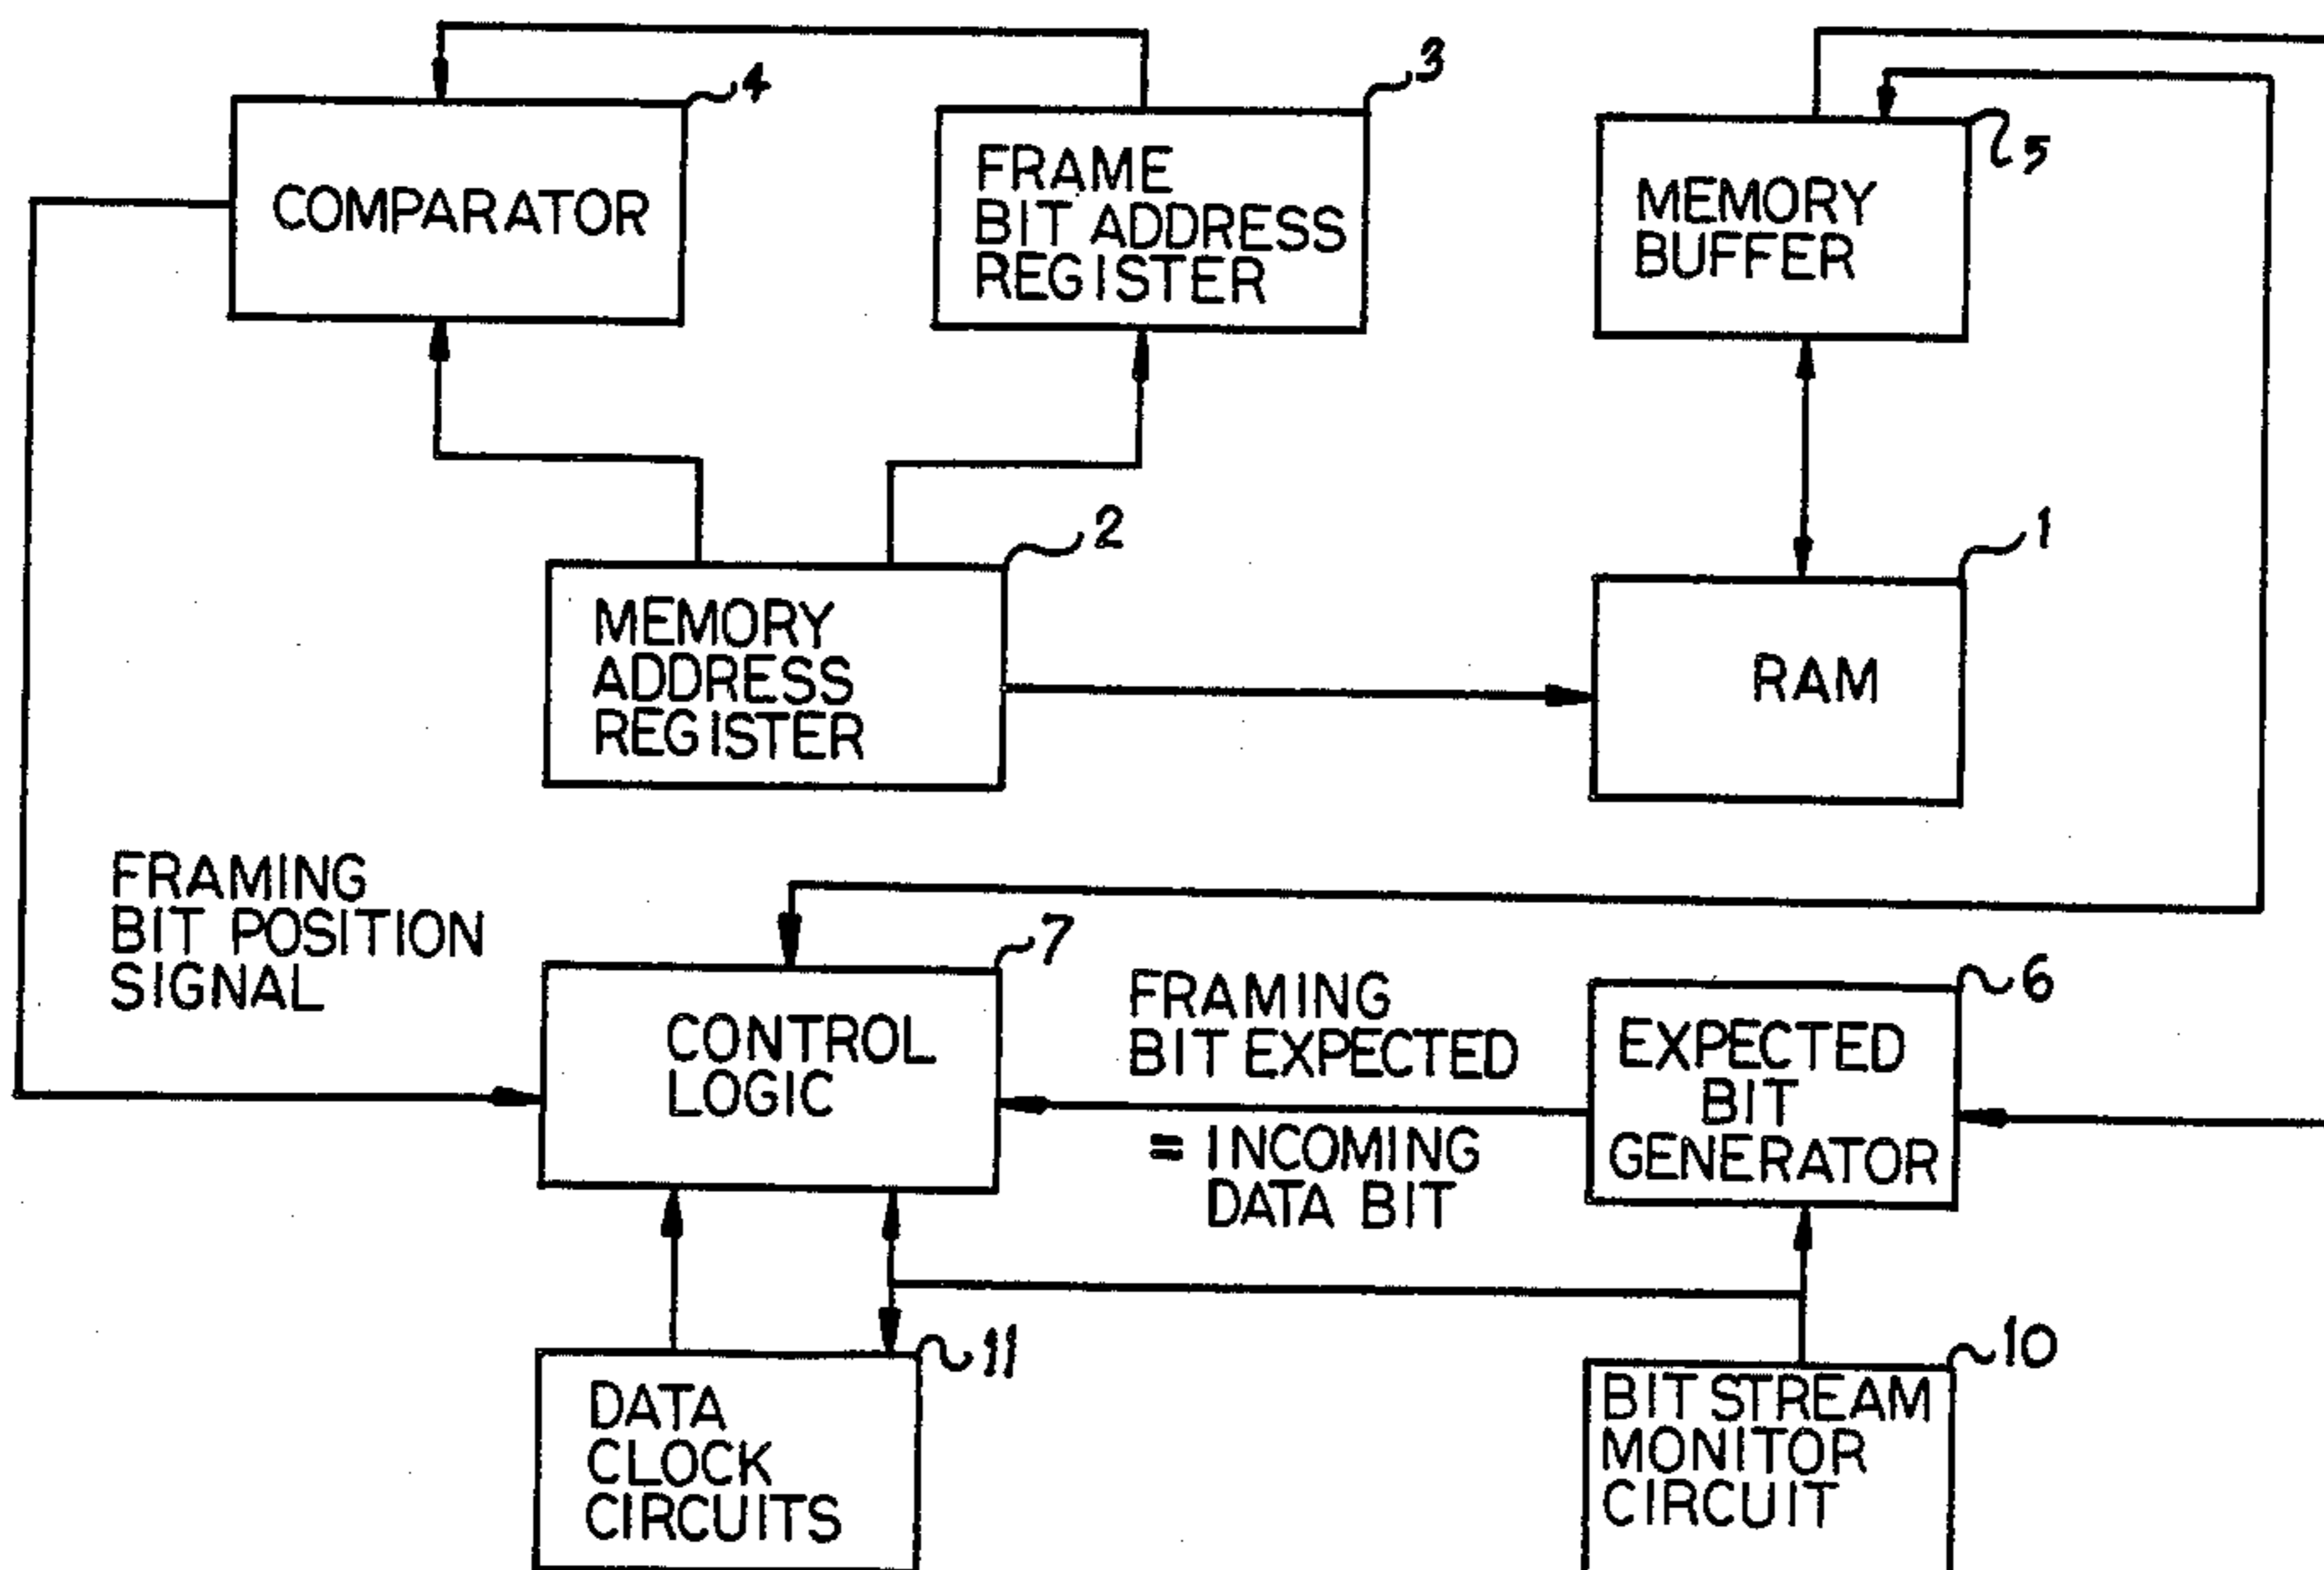 4
COMPARATOR
3
FRAME
BIT ADDRESS
REGISTER
5
MEMORY
BUFFER
2
MEMORY
ADDRESS
REGISTER
1
RAM
FRAMING
BIT POSITION
SIGNAL
7
CONTROL
LOGIC
FRAMING
BIT EXPECTED
= INCOMING
DATA BIT
6
EXPECTED
BIT
GENERATOR
11
DATA
CLOCK
CIRCUITS
10
BIT STREAM
MONITOR
CIRCUIT